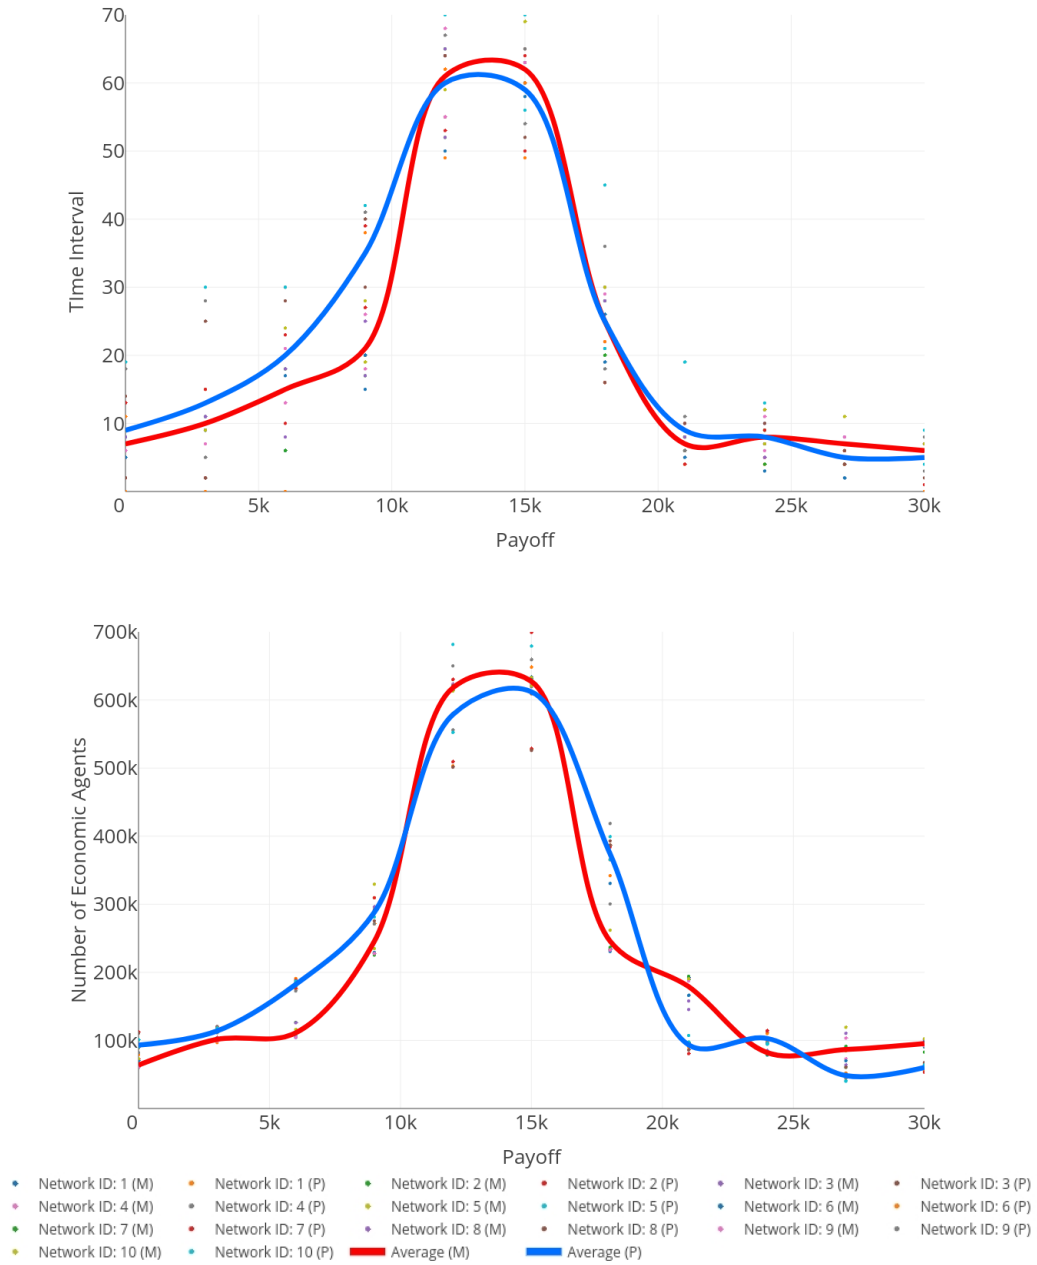 70
60
50
40
30
20
10
TIme Interval
0 5k 10k 15k 20k 25k 30k
Payoff
700k
600k
500k
400k
300k
200k
100k
Number of Economic Agents
0 5k 10k 15k 20k 25k 30k
Payoff
Network ID: 1 (M) Network ID: 1 (P) Network ID: 2 (M) Network ID: 2 (P) Network ID: 3 (M) Network ID: 3 (P)
Network ID: 4 (M) Network ID: 4 (P) Network ID: 5 (M) Network ID: 5 (P) Network ID: 6 (M) Network ID: 6 (P)
Network ID: 7 (M) Network ID: 7 (P) Network ID: 8 (M) Network ID: 8 (P) Network ID: 9 (M) Network ID: 9 (P)
Network ID: 10 (M) Network ID: 10 (P) Average (M) Average (P)